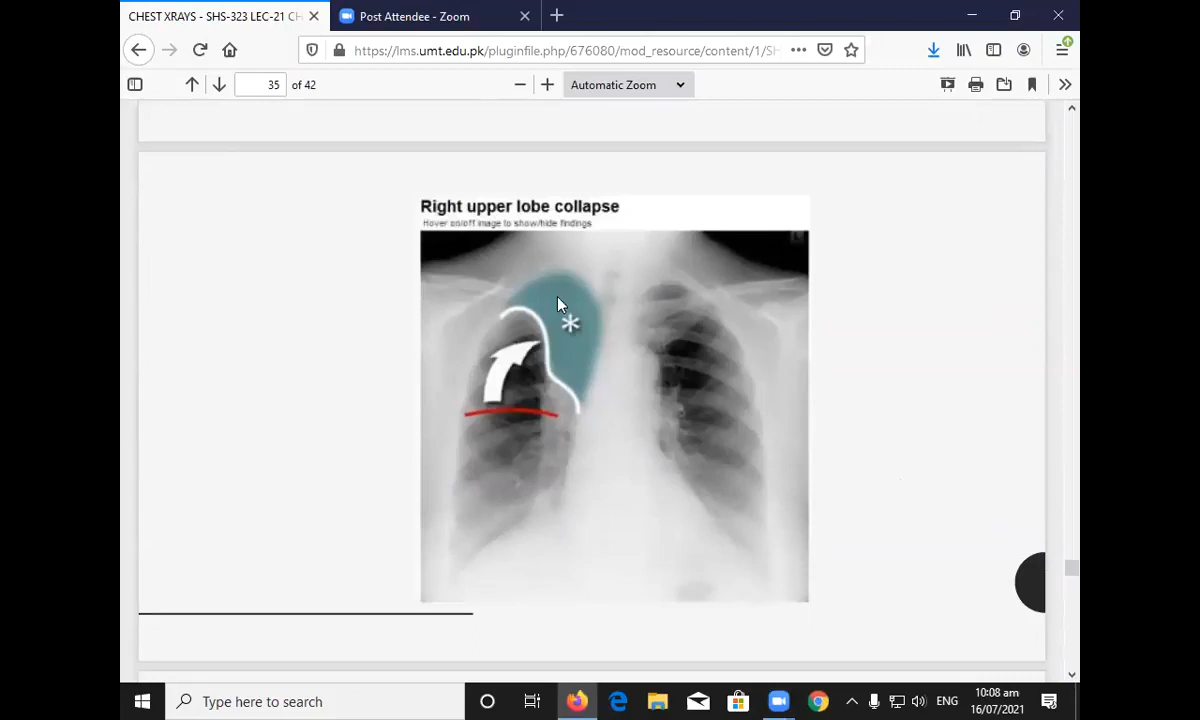 CHEST XRAYS - SHS-323 LEC-21 CH
Post Attendee - Zoom
https://lms.umt.edu.pk/pluginfile.php/676080/mod_resource/content/1/SH
35 of 42
Automatic Zoom
Right upper lobe collapse
Hover on/off image to show/hide findings
*
L
Type here to search
ENG
10:08 am
16/07/2021